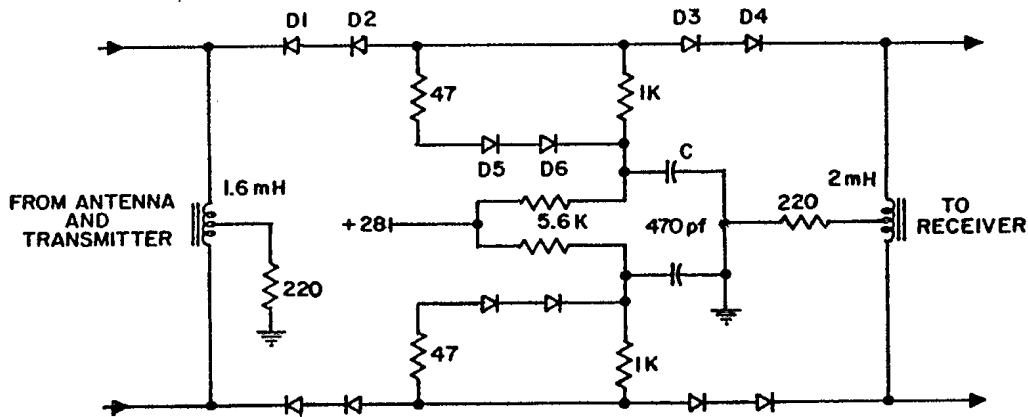 D1
D2
D3
D4
47
1K
D5
D6
C
1.6 mH
2 mH
FROM ANTENNA
AND
TRANSMITTER
+28
5.6 K
470 pf
220
TO
RECEIVER
220
47
1K